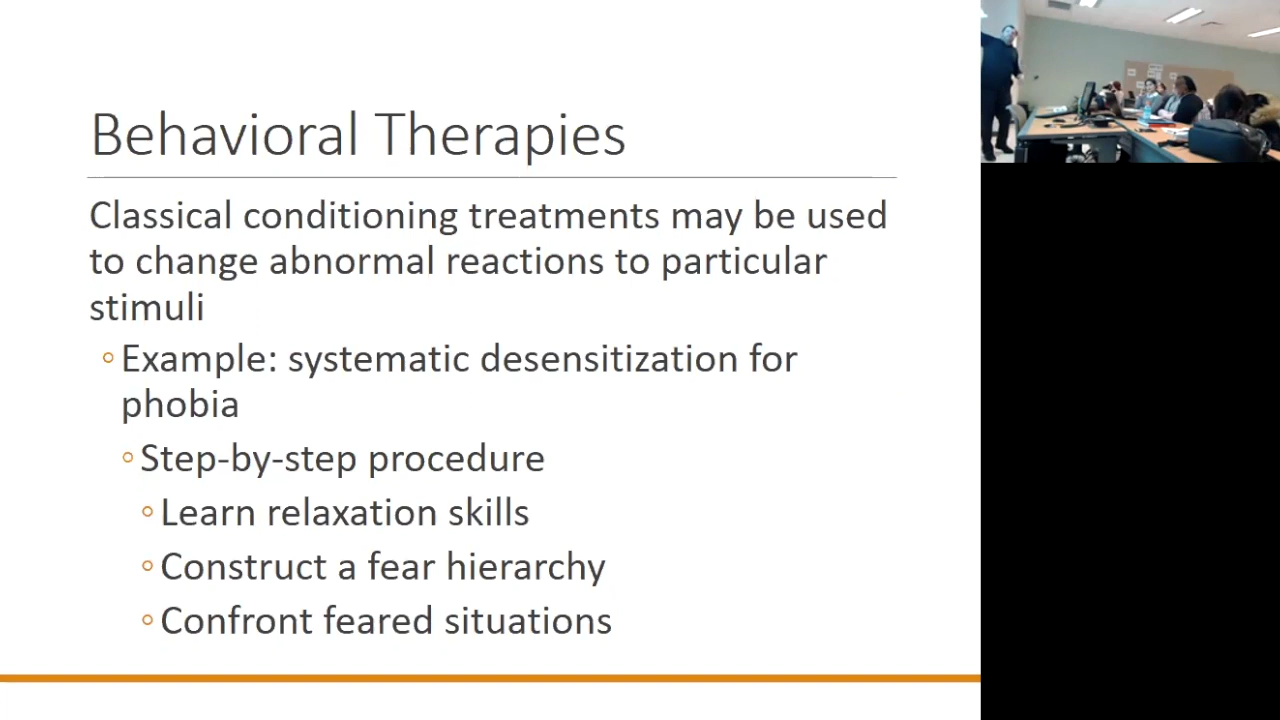 Behavioral Therapies
Classical conditioning treatments may be used
to change abnormal reactions to particular
stimuli
Example: systematic desensitization for
phobia
Step-by-step procedure
Learn relaxation skills
Construct a fear hierarchy
Confront feared situations